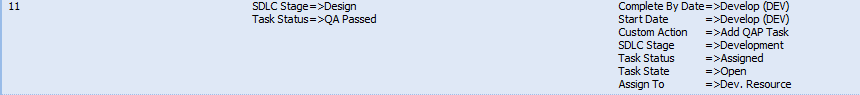 11 SDLC Stage=>Design Complete By Date=>Develop (DEV)
Task Status=>QA Passed Start Date =>Develop (DEV)
Custom Action =>Add QAP Task
SDLC Stage =>Development
Task Status =>Assigned
Task State =>Open
Assign To =>Dev. Resource